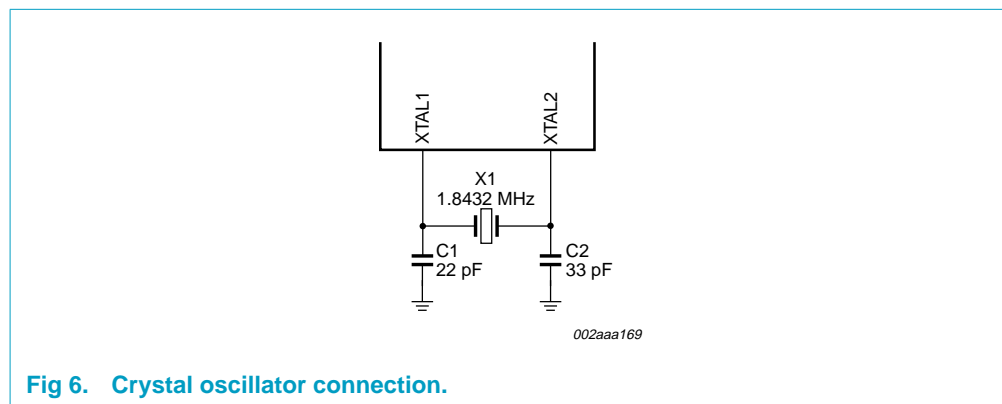 XTAL1
XTAL2
X1
1.8432 MHz
C1
22 pF
C2
33 pF
002aaa169
Fig 6. Crystal oscillator connection.